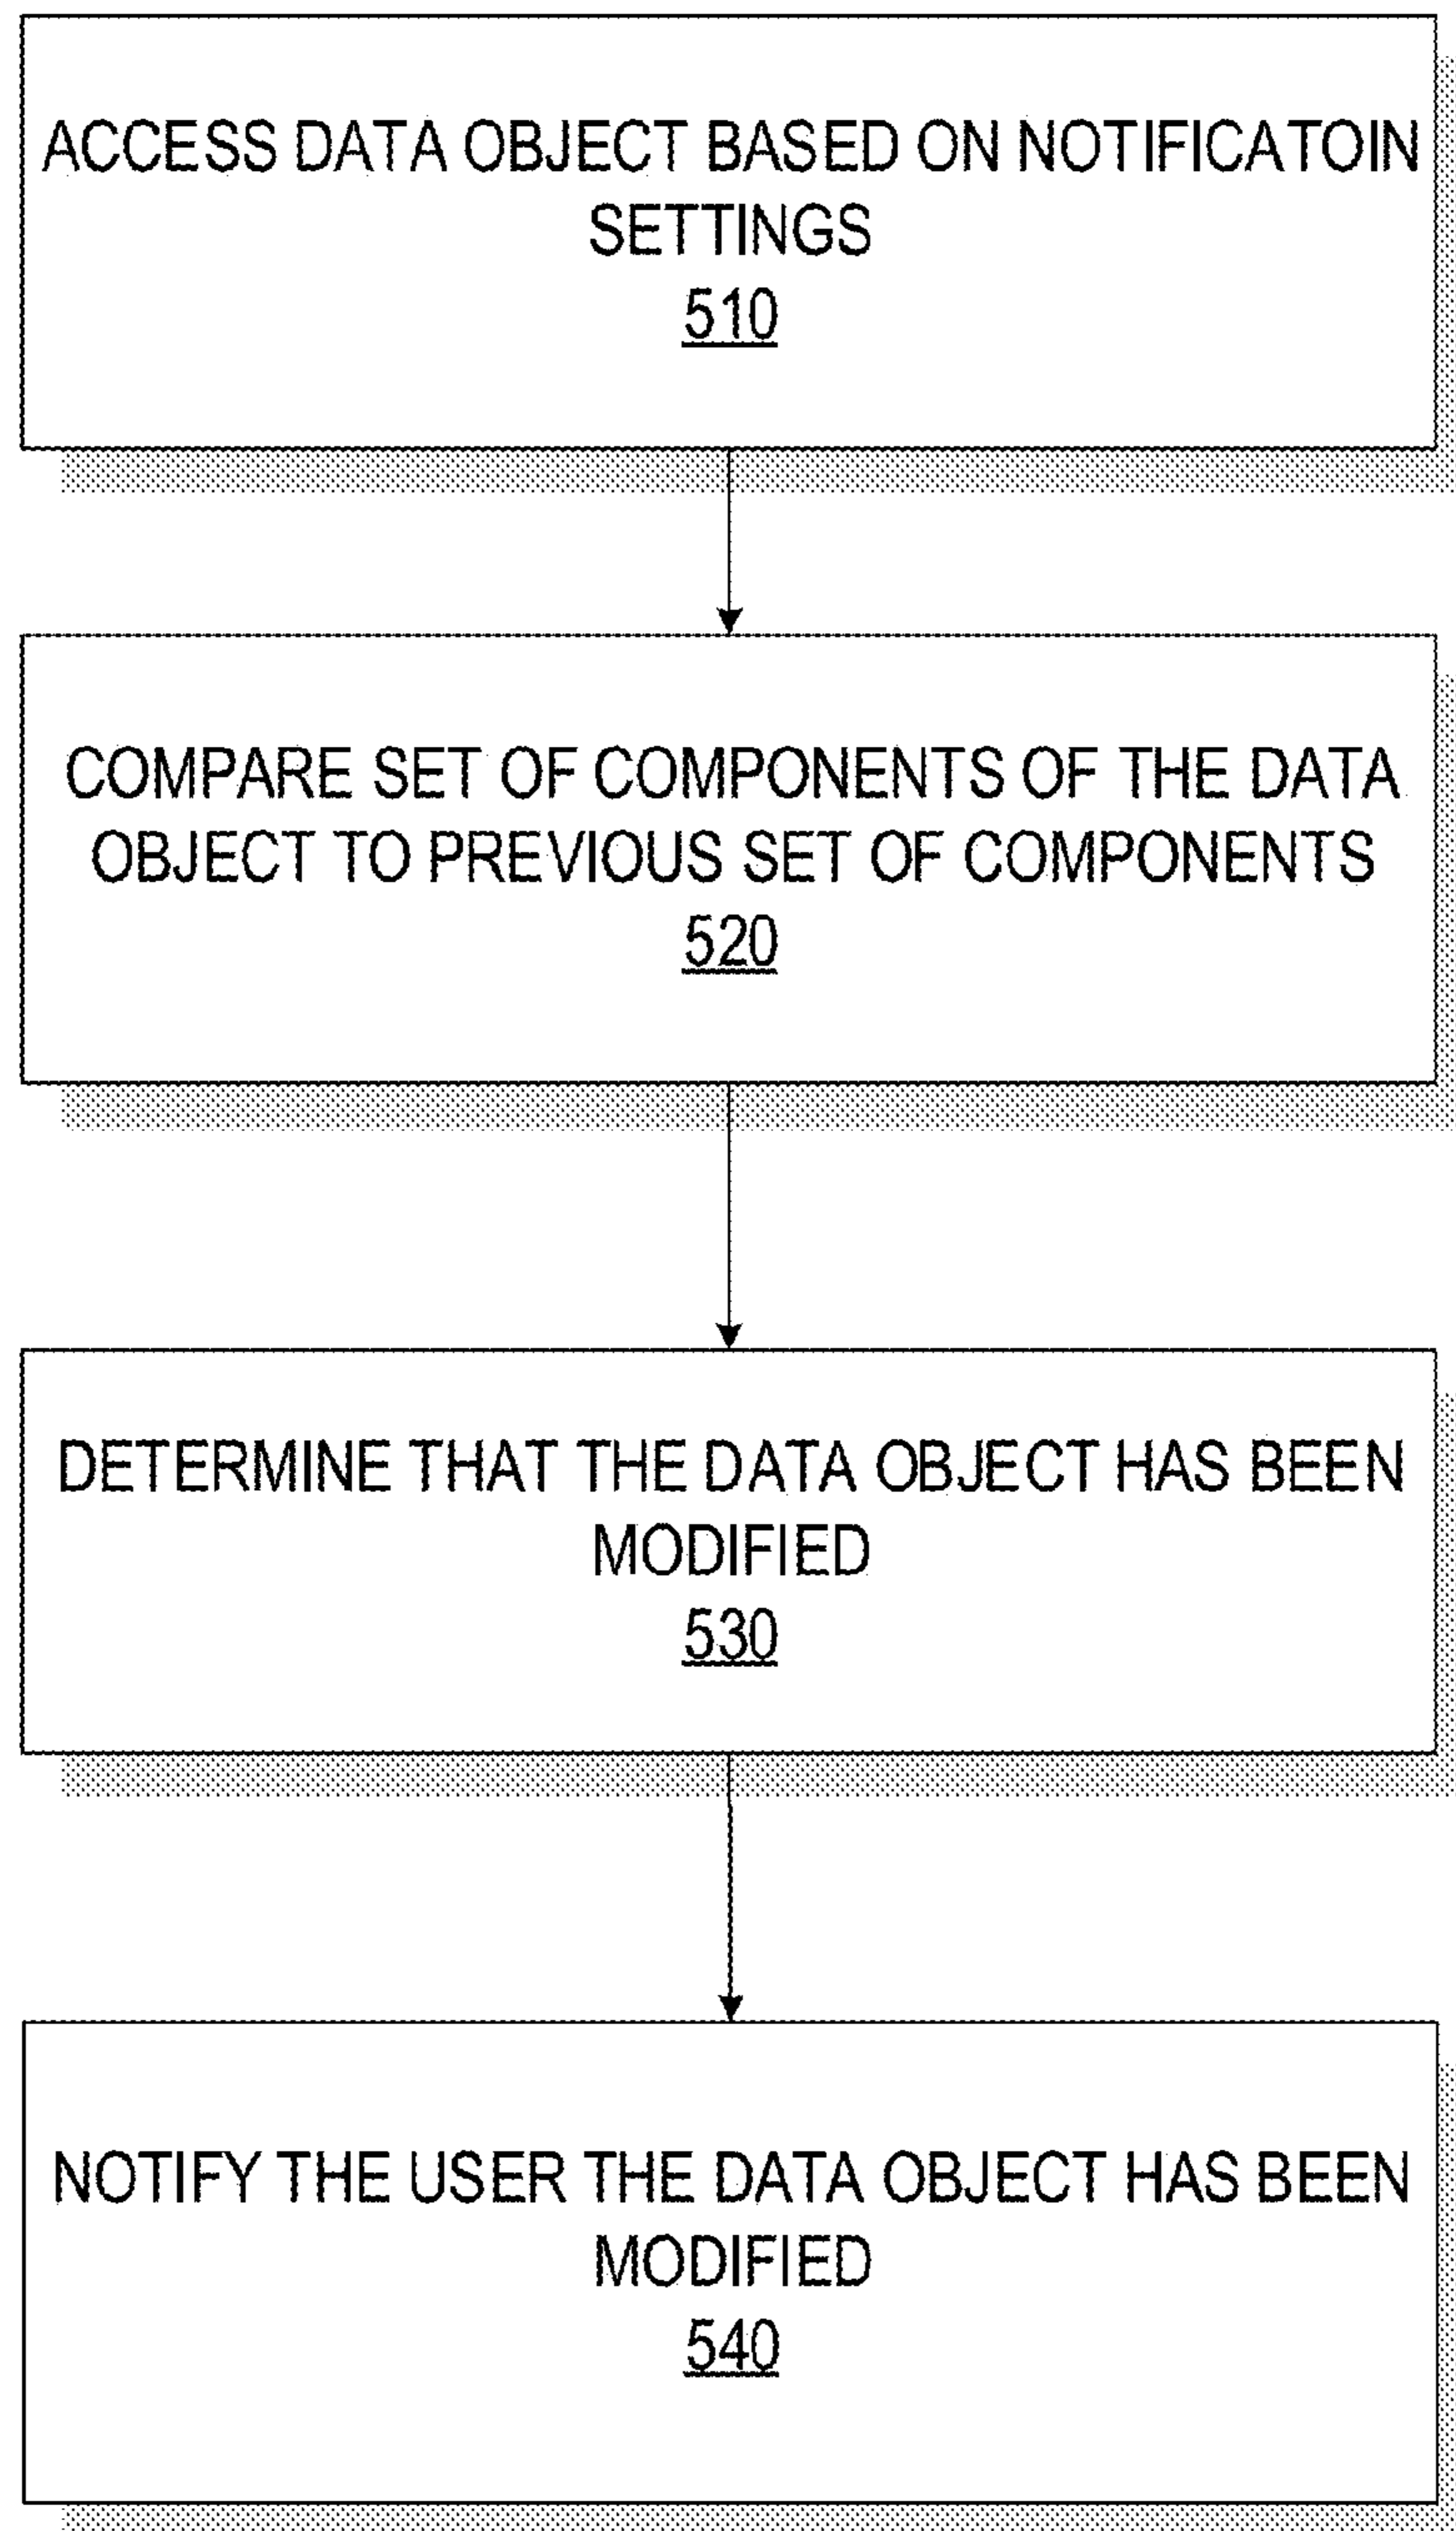 ACCESS DATA OBJECT BASED ON NOTIFICATOIN
SETTINGS
510
COMPARE SET OF COMPONENTS OF THE DATA
OBJECT TO PREVIOUS SET OF COMPONENTS
520
DETERMINE THAT THE DATA OBJECT HAS BEEN
MODIFIED
530
NOTIFY THE USER THE DATA OBJECT HAS BEEN
MODIFIED
540